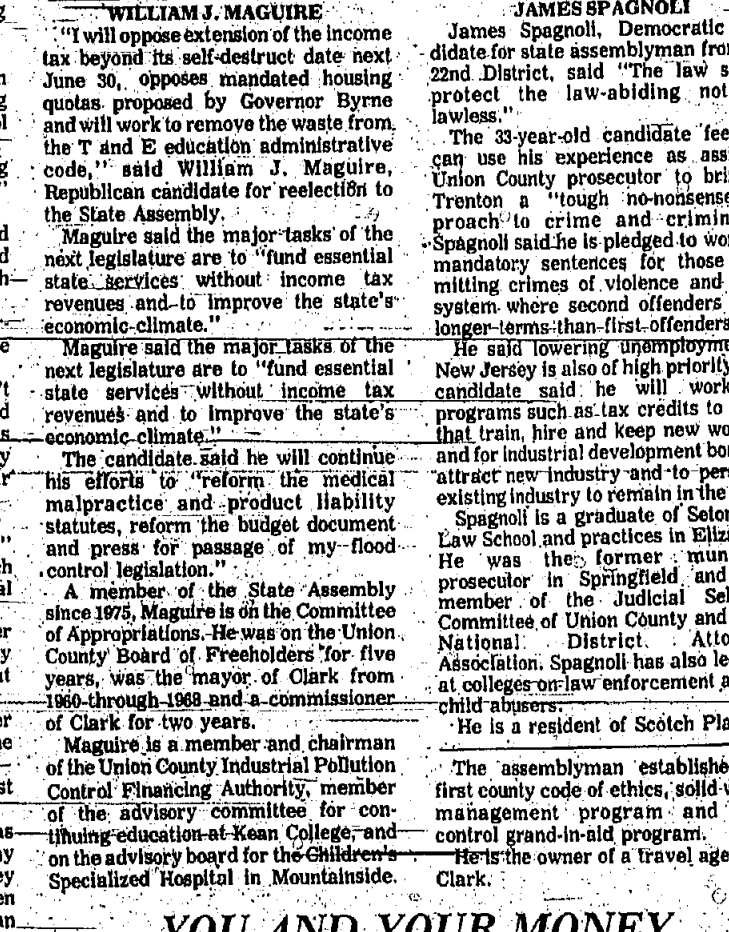 WILLIAM J. MAGUIRE
"I will oppose extension of the income
tax beyond its self-destruct date next
June 30, opposes mandated housing
quotas proposed by Governor Byrne
and will work to remove the waste from
the T and E education administrative
code," said William J. Maguire,
Republican candidate for reelection to
the State Assembly.
Maguire said the major tasks of the
next legislature are to "fund essential
state services without income tax
revenues and to improve the state's
economic climate."
Maguire said the major tasks of the
next legislature are to "fund essential
state services without income tax
revenues and to improve the state's
economic climate."
The candidate said he will continue
his efforts to "reform the medical
malpractice and product liability
statutes, reform the budget document
and press for passage of my flood
control legislation."
A member of the State Assembly
since 1975, Maguire is on the Committee
of Appropriations. He was on the Union
County Board of Freeholders for five
years, was the mayor of Clark from
1960 through 1968 and a commissioner
of Clark for two years.
Maguire is a member and chairman
of the Union County Industrial Pollution
Control Financing Authority, member
of the advisory committee for con-
tinuing education at Kean College, and
on the advisory board for the Children's
Specialized Hospital in Mountainside.
JAMES SPAGNOLI
James Spagnoli, Democratic
didate for state assemblyman
22nd District, said "The law
protect the law-abiding not
lawless."
The 33-year-old candidate
can use his experience as
Union County prosecutor to
Trenton a "tough no-nonsense
proach to crime and
Spagnoli said he is pledged to
mandatory sentences for those
mitting crimes of violence and
system where second offenders
longer terms than first offenders
He said lowering
New Jersey is also of high priority
candidate said he will work
programs such as tax credits to
that train, hire and keep new
and for industrial development
attract new industry and to
existing industry to remain in the
Spagnoli is a graduate of
Law School and practices in
He was the former
prosecutor in Springfield and
member of the Judicial
Committee of Union County and
National District
Association. Spagnoli has also
at colleges on law enforcement
child abusers.
He is a resident of Scotch
The assemblyman
first county code of ethics, solid
management program and
control grand-in-aid program.
He is the owner of a travel
Clark.
YOU AND YOUR MONEY